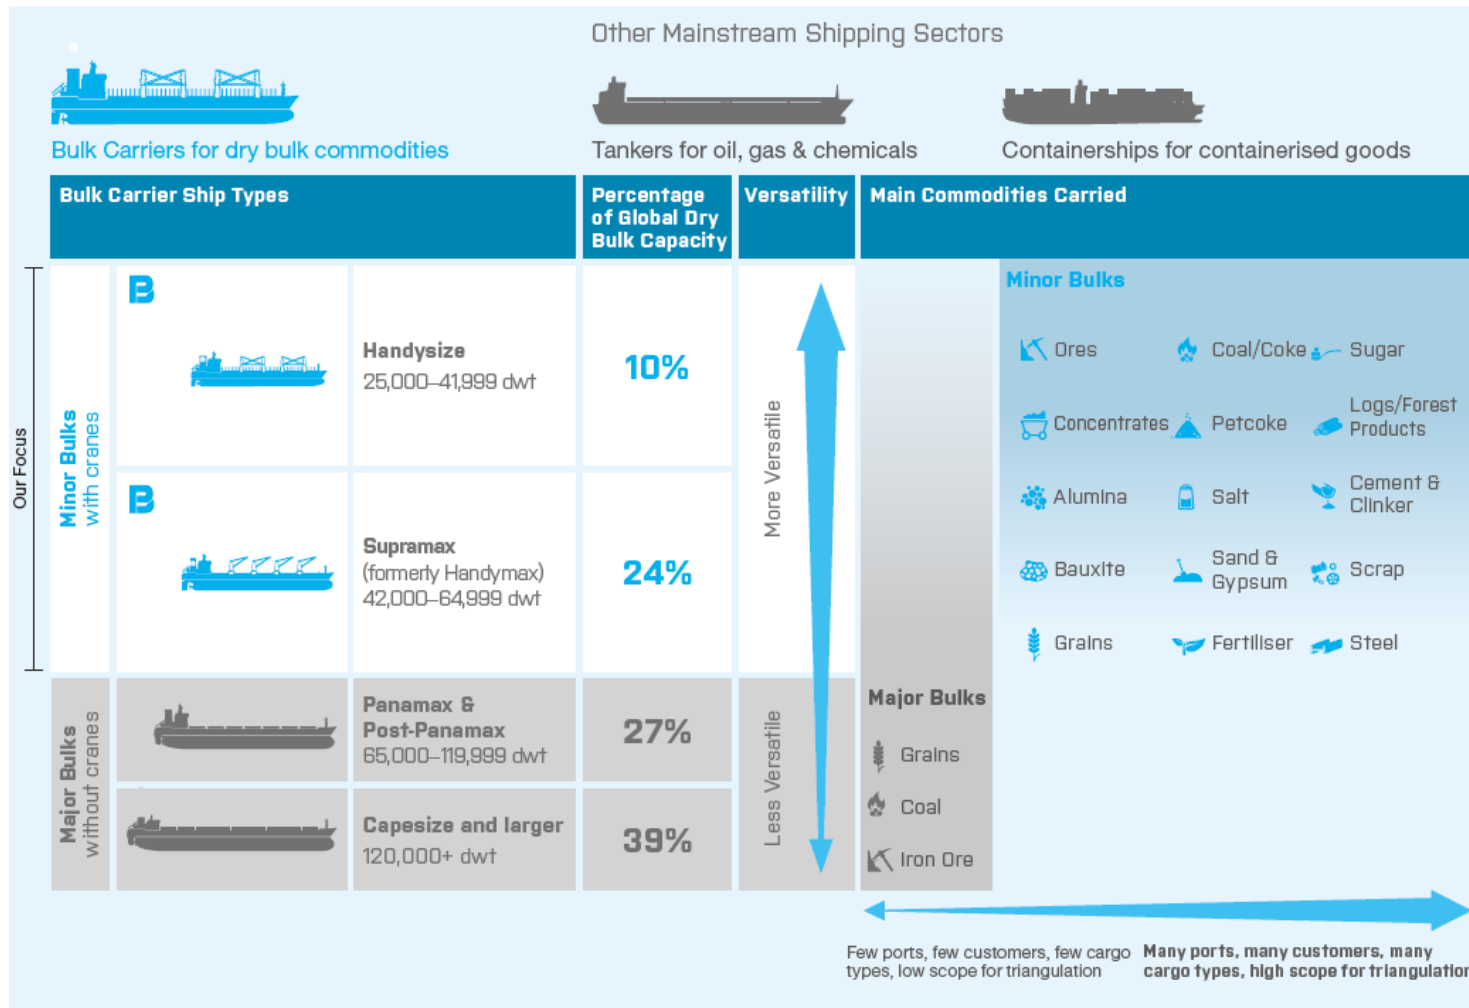 Other Mainstream Shipping Sectors
Bulk Carriers for dry bulk commodities
Tankers for oil, gas & chemicals
Containerships for containerised goods
Bulk Carrier Ship Types
Percentage
of Global Dry
Bulk Capacity
Versatility
Main Commodities Carried
Our Focus
Minor Bulks
with cranes
B
Handysize
25,000–41,999 dwt
10%
B
Supramax
(formerly Handymax)
42,000–64,999 dwt
24%
Major Bulks
without cranes
Panamax &
Post-Panamax
65,000–119,999 dwt
27%
Capesize and larger
120,000+ dwt
39%
More Versatile
Less Versatile
Major Bulks
Grains
Coal
Iron Ore
Minor Bulks
Ores
Coal/Coke
Sugar
Concentrates
Petcoke
Logs/Forest
Products
Alumina
Salt
Cement &
Clinker
Bauxite
Sand &
Gypsum
Scrap
Grains
Fertiliser
Steel
Few ports, few customers, few cargo
types, low scope for triangulation
Many ports, many customers, many
cargo types, high scope for triangulation